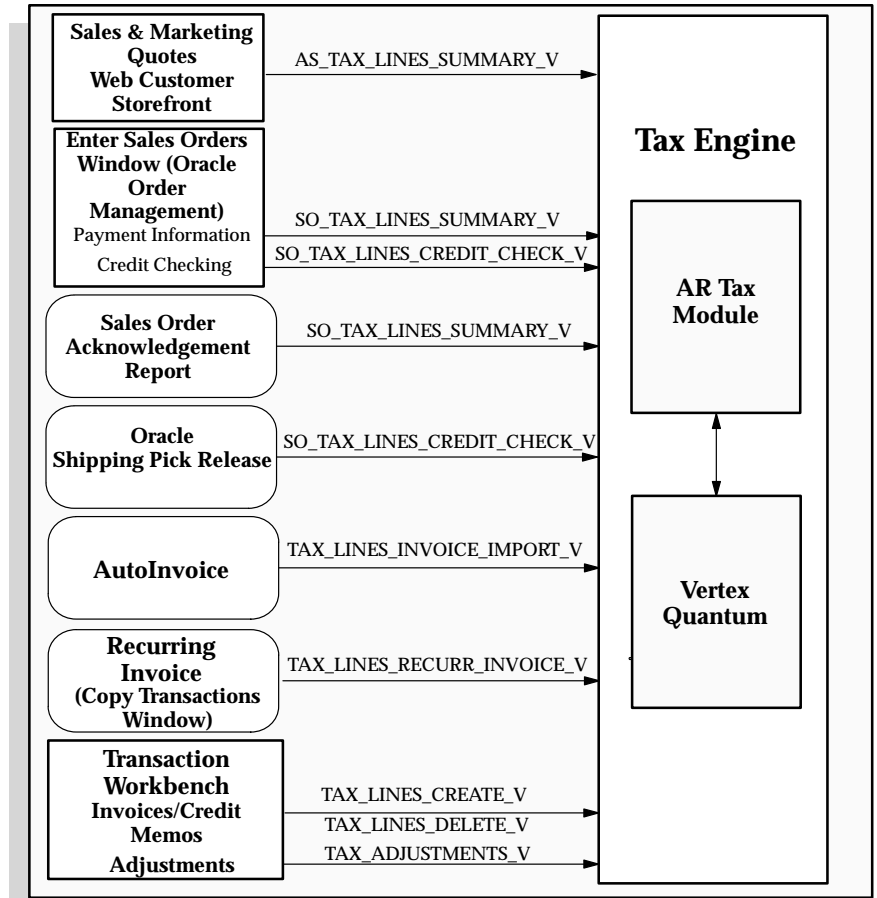 Sales & Marketing
Quotes
Web Customer
Storefront
AS_TAX_LINES_SUMMARY_V
Enter Sales Orders
Window (Oracle
Order
Management)
Payment Information
Credit Checking
SO_TAX_LINES_SUMMARY_V
SO_TAX_LINES_CREDIT_CHECK_V
Sales Order
Acknowledgement
Report
SO_TAX_LINES_SUMMARY_V
Oracle
Shipping Pick Release
SO_TAX_LINES_CREDIT_CHECK_V
AutoInvoice
TAX_LINES_INVOICE_IMPORT_V
Recurring
Invoice
(Copy Transactions
Window)
TAX_LINES_RECURR_INVOICE_V
Transaction
Workbench
Invoices/Credit
Memos
Adjustments
TAX_LINES_CREATE_V
TAX_LINES_DELETE_V
TAX_ADJUSTMENTS_V
Tax Engine
AR Tax
Module
Vertex
Quantum